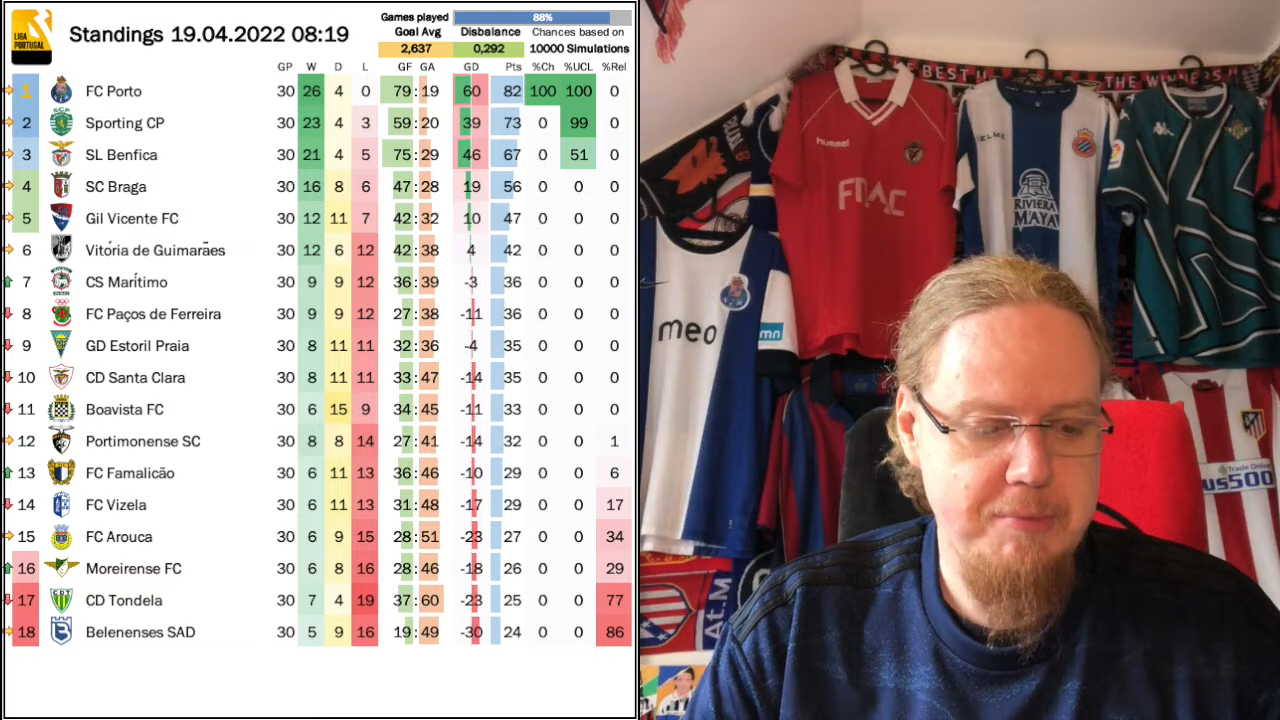 LIGA
PORTUGAL
Standings 19.04.2022 08:19
Games played 88%
Goal Avg Disbalance Chances based on
2,637 0,292 10000 Simulations
GP W D L GF GA GD Pts %Ch %UCL %Rel
1 FC Porto 30 26 4 0 79:19 60 82 100 100 0
2 Sporting CP 30 23 4 3 59:20 39 73 0 99 0
3 SL Benfica 30 21 4 5 75:29 46 67 0 51 0
4 SC Braga 30 16 8 6 47:28 19 56 0 0 0
5 Gil Vicente FC 30 12 11 7 42:32 10 47 0 0 0
6 Vitória de Guimarães 30 12 6 12 42:38 4 42 0 0 0
7 CS Marítimo 30 9 9 12 36:39 -3 36 0 0 0
8 FC Paços de Ferreira 30 9 9 12 27:38 -11 36 0 0 0
9 GD Estoril Praia 30 8 11 11 32:36 -4 35 0 0 0
10 CD Santa Clara 30 8 11 11 33:47 -14 35 0 0 0
11 Boavista FC 30 6 15 9 34:45 -11 33 0 0 0
12 Portimonense SC 30 8 8 14 27:41 -14 32 0 0 1
13 FC Famalicão 30 6 11 13 36:46 -10 29 0 0 6
14 FC Vizela 30 6 11 13 31:48 -17 29 0 0 17
15 FC Arouca 30 6 9 15 28:51 -23 27 0 0 34
16 Moreirense FC 30 6 8 16 28:46 -18 26 0 0 29
17 CD Tondela 30 7 4 19 37:60 -23 25 0 0 77
18 Belenenses SAD 30 5 9 16 19:49 -30 24 0 0 86
BEST
THE WINNERS
hummel
FNAC
KELME
RIVIERA
MAYA
Kappa
meo
mn
Trade Online
us500
At.M